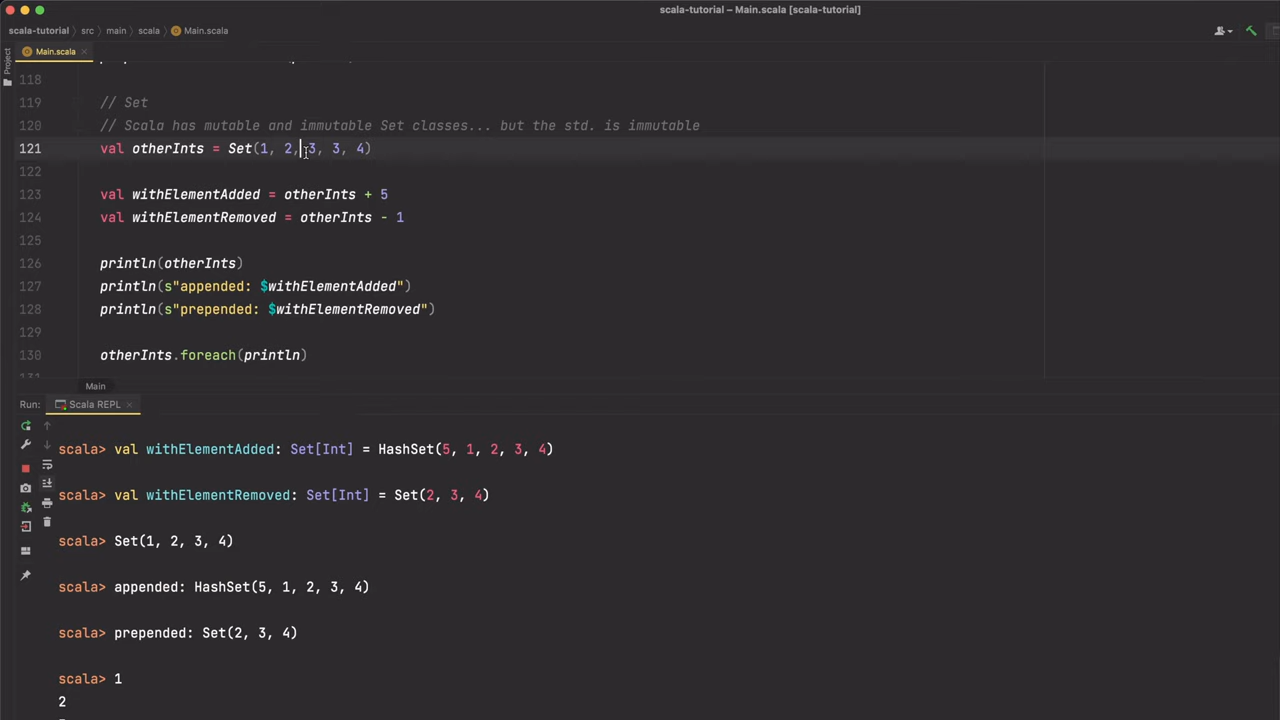 scala-tutorial – Main.scala [scala-tutorial]
scala-tutorial › src › main › scala › Main.scala
Main.scala ×
Project
118
119 // Set
120 // Scala has mutable and immutable Set classes... but the std. is immutable
121 val otherInts = Set(1, 2, 3, 3, 4)
122
123 val withElementAdded = otherInts + 5
124 val withElementRemoved = otherInts - 1
125
126 println(otherInts)
127 println(s"appended: $withElementAdded")
128 println(s"prepended: $withElementRemoved")
129
130 otherInts.foreach(println)
Main
Run: Scala REPL ×
scala> val withElementAdded: Set[Int] = HashSet(5, 1, 2, 3, 4)
scala> val withElementRemoved: Set[Int] = Set(2, 3, 4)
scala> Set(1, 2, 3, 4)
scala> appended: HashSet(5, 1, 2, 3, 4)
scala> prepended: Set(2, 3, 4)
scala> 1
2